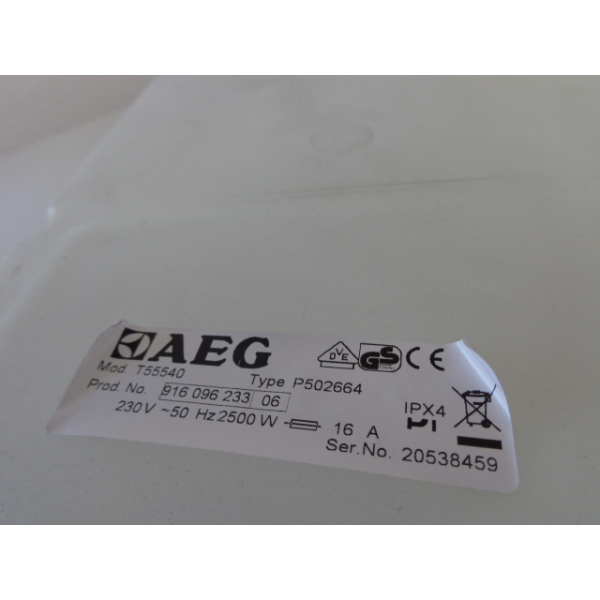 AEG
DVE GS CE
Mod. T55540 Type P502664
Prod. No. 916 096 233 06
IPX4
230V ~50 Hz 2500 W 16 A
Ser.No. 20538459